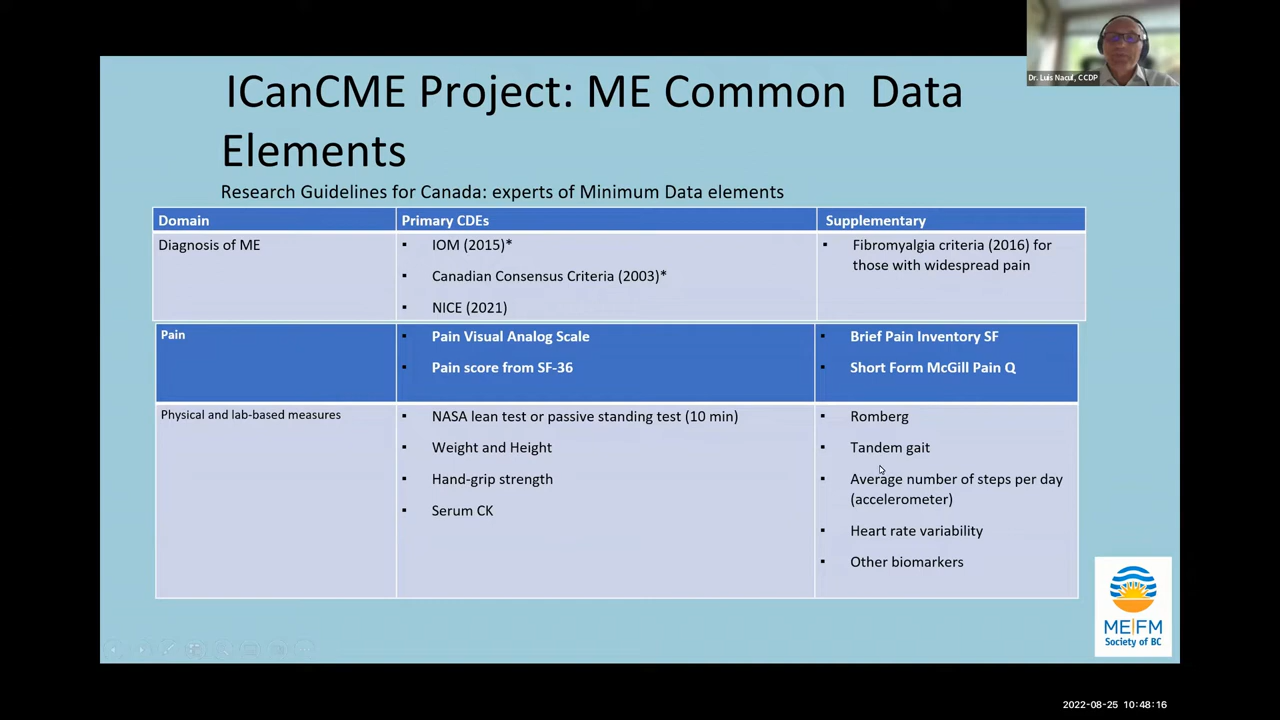 Dr. Luis Nacul, CCDP
ICanCME Project: ME Common Data
Elements
Research Guidelines for Canada: experts of Minimum Data elements
Domain
Primary CDEs
Supplementary
Diagnosis of ME
▪ IOM (2015)*
▪ Canadian Consensus Criteria (2003)*
▪ NICE (2021)
▪ Fibromyalgia criteria (2016) for
those with widespread pain
Pain
▪ Pain Visual Analog Scale
▪ Pain score from SF-36
▪ Brief Pain Inventory SF
▪ Short Form McGill Pain Q
Physical and lab-based measures
▪ NASA lean test or passive standing test (10 min)
▪ Weight and Height
▪ Hand-grip strength
▪ Serum CK
▪ Romberg
▪ Tandem gait
▪ Average number of steps per day
(accelerometer)
▪ Heart rate variability
▪ Other biomarkers
ME|FM
Society of BC
2022-08-25 10:48:16